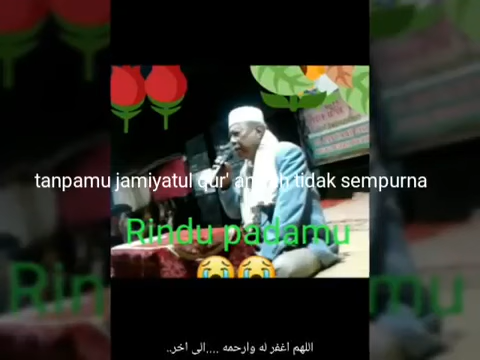 tanpamu jamiyatul qur' an tidak sempurna
Rindu padamu
اللهم اغفر له وارحمه ,,,,الى اخر..